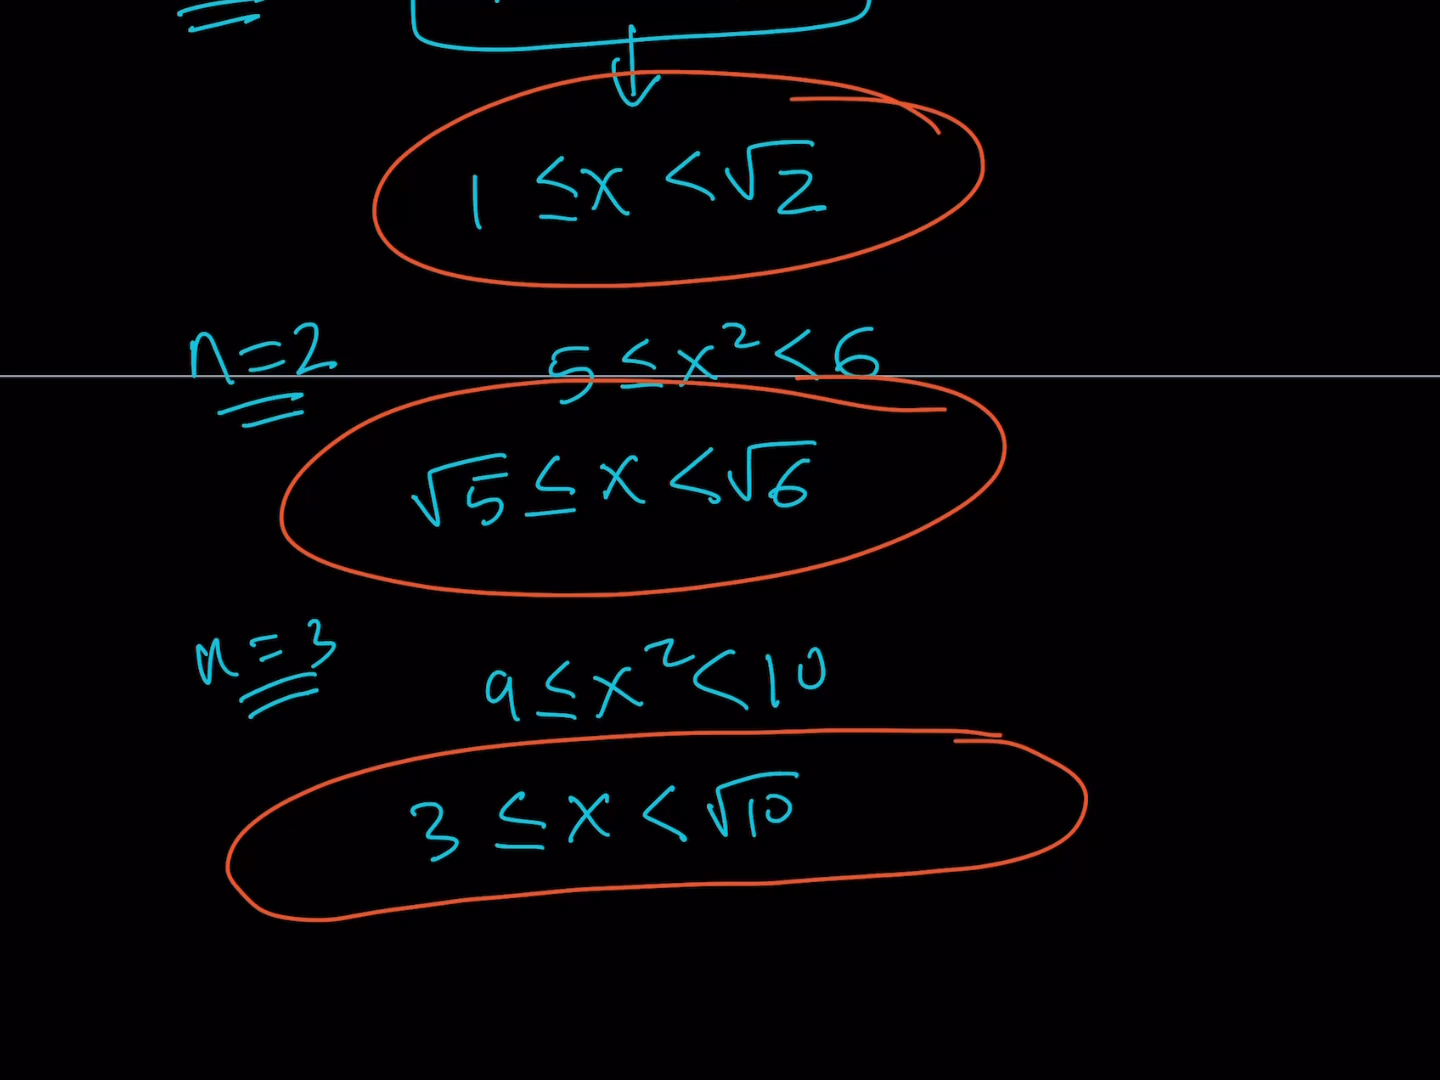 1 ≤ x < √2
n=2 5 ≤ x² < 6
√5 ≤ x < √6
n=3 9 ≤ x² < 10
3 ≤ x < √10